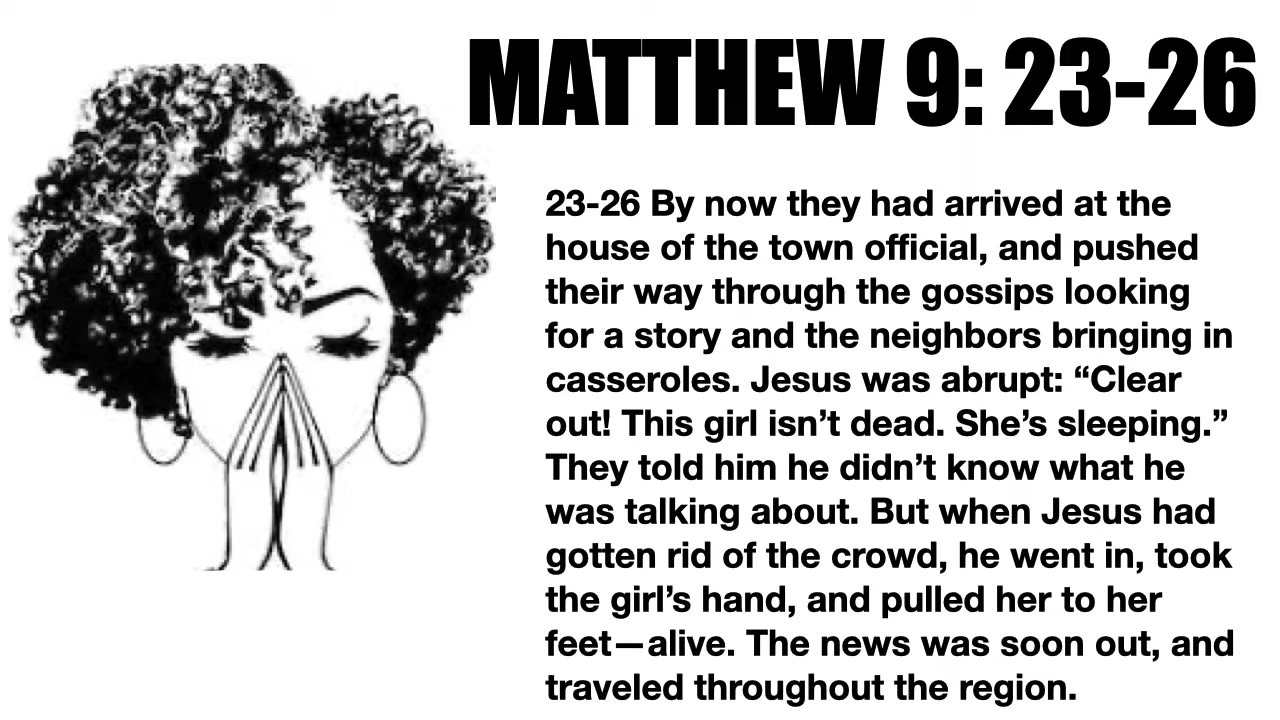 MATTHEW 9: 23-26
23-26 By now they had arrived at the
house of the town official, and pushed
their way through the gossips looking
for a story and the neighbors bringing in
casseroles. Jesus was abrupt: “Clear
out! This girl isn’t dead. She’s sleeping.”
They told him he didn’t know what he
was talking about. But when Jesus had
gotten rid of the crowd, he went in, took
the girl’s hand, and pulled her to her
feet—alive. The news was soon out, and
traveled throughout the region.